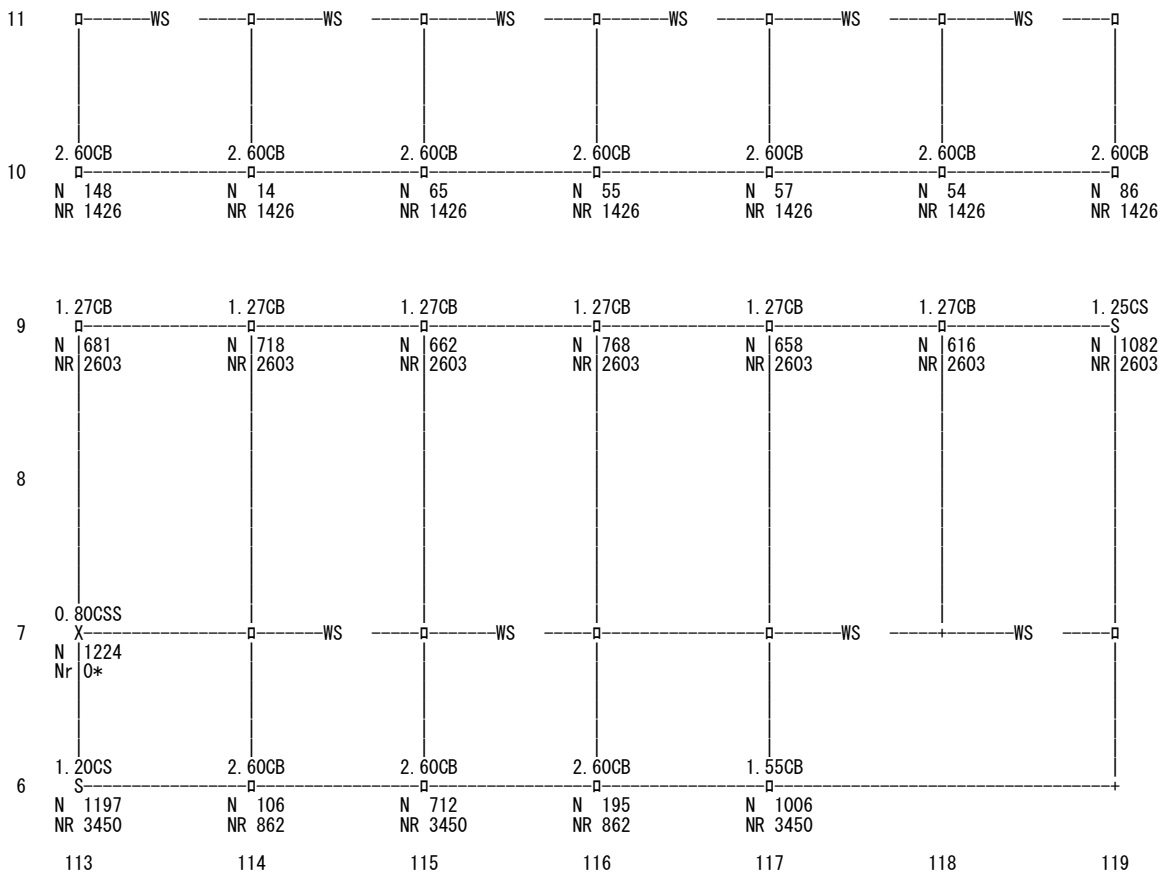 11 WS WS WS WS WS WS
2.60CB 2.60CB 2.60CB 2.60CB 2.60CB 2.60CB 2.60CB
10
N 148 N 14 N 65 N 55 N 57 N 54 N 86
NR 1426 NR 1426 NR 1426 NR 1426 NR 1426 NR 1426 NR 1426
1.27CB 1.27CB 1.27CB 1.27CB 1.27CB 1.27CB 1.25CS
9 S
N 681 N 718 N 662 N 768 N 658 N 616 N 1082
NR 2603 NR 2603 NR 2603 NR 2603 NR 2603 NR 2603 NR 2603
8
0.80CSS
7 X WS WS WS WS
N 1224
Nr 0*
1.20CS 2.60CB 2.60CB 2.60CB 1.55CB
6 S
N 1197 N 106 N 712 N 195 N 1006
NR 3450 NR 862 NR 3450 NR 862 NR 3450
113 114 115 116 117 118 119